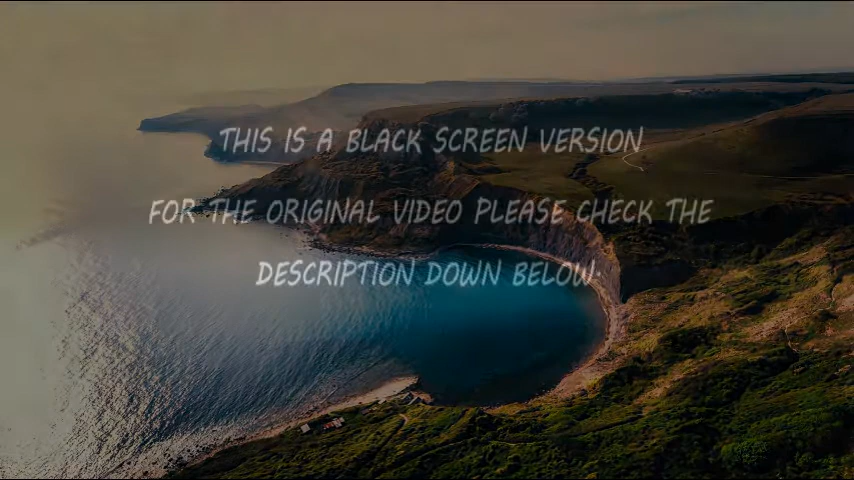 THIS IS A BLACK SCREEN VERSION
FOR THE ORIGINAL VIDEO PLEASE CHECK THE
DESCRIPTION DOWN BELOW.